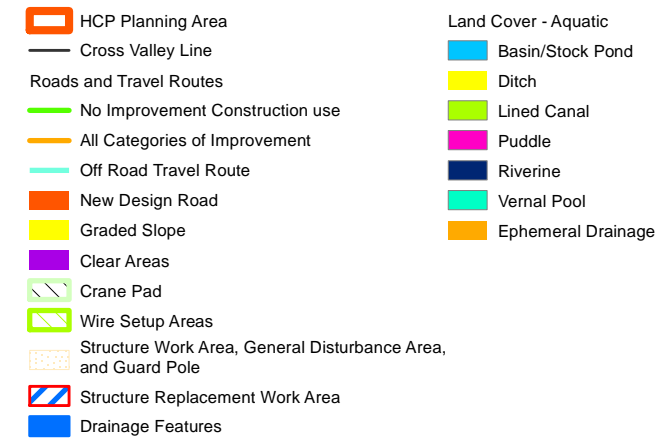 HCP Planning Area
Cross Valley Line
Roads and Travel Routes
No Improvement Construction use
All Categories of Improvement
Off Road Travel Route
New Design Road
Graded Slope
Clear Areas
Crane Pad
Wire Setup Areas
Structure Work Area, General Disturbance Area,
and Guard Pole
Structure Replacement Work Area
Drainage Features
Land Cover - Aquatic
Basin/Stock Pond
Ditch
Lined Canal
Puddle
Riverine
Vernal Pool
Ephemeral Drainage